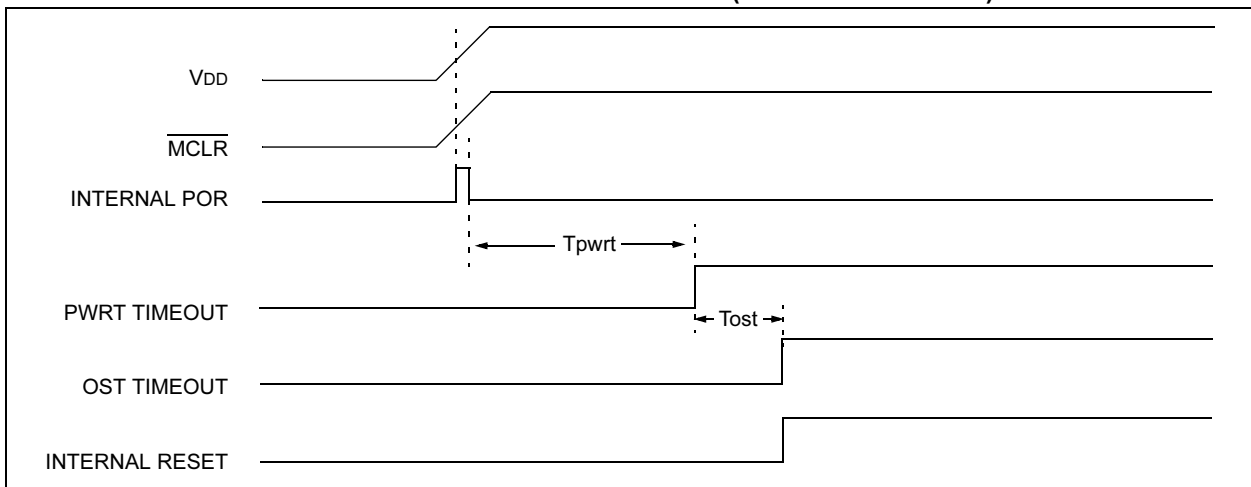 VDD
MCLR
INTERNAL POR
Tpwrt
PWRT TIMEOUT
Tost
OST TIMEOUT
INTERNAL RESET